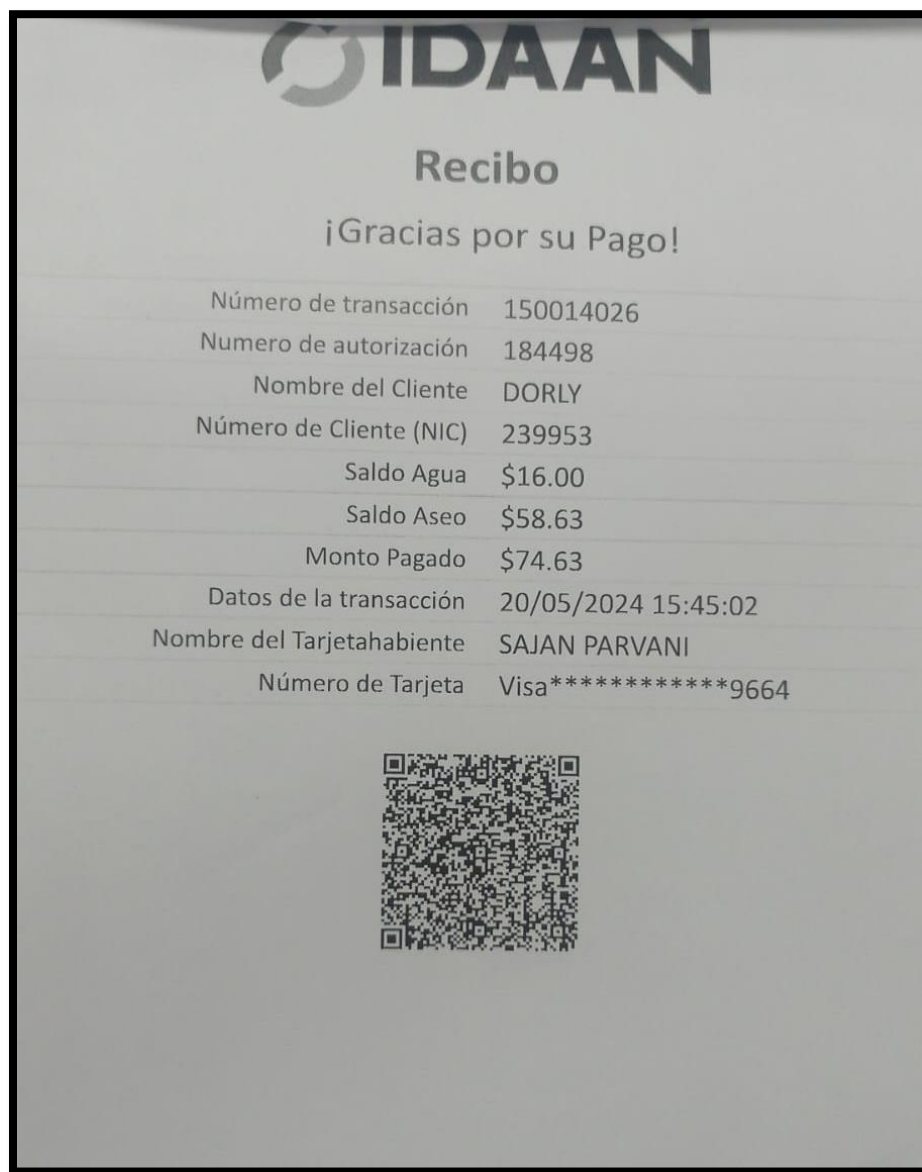 IDAAN
Recibo
¡Gracias por su Pago!
Número de transacción 150014026
Numero de autorización 184498
Nombre del Cliente DORLY
Número de Cliente (NIC) 239953
Saldo Agua $16.00
Saldo Aseo $58.63
Monto Pagado $74.63
Datos de la transacción 20/05/2024 15:45:02
Nombre del Tarjetahabiente SAJAN PARVANI
Número de Tarjeta Visa************9664